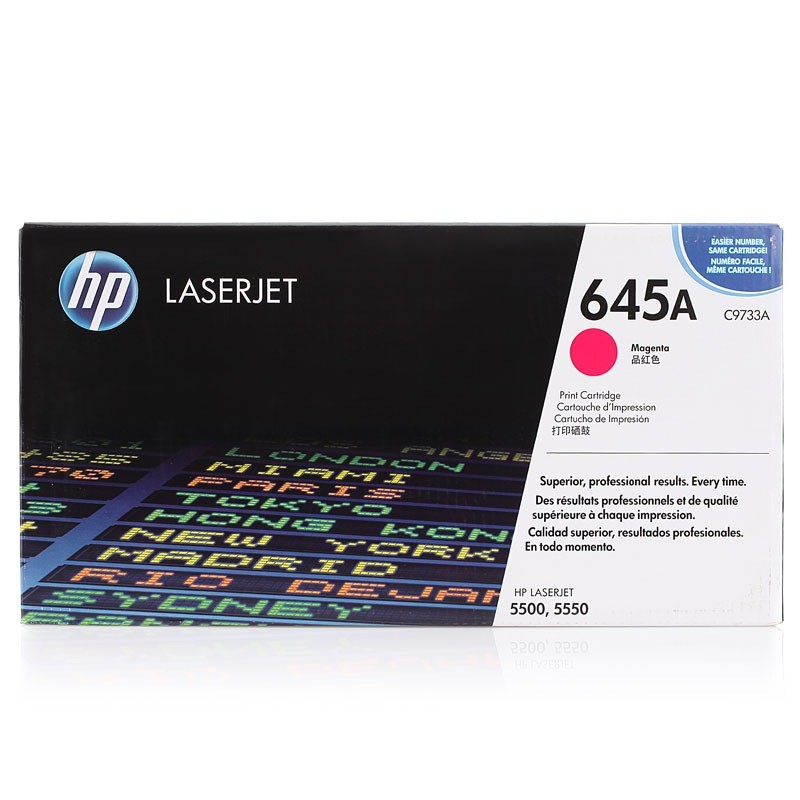 hp
LASERJET
EASIER NUMBER,
SAME CARTRIDGE!
NUMÉRO FACILE,
MÊME CARTOUCHE !
645A
C9733A
Magenta
品红色
Print Cartridge
Cartouche d'Impression
Cartucho de Impresión
打印硒鼓
Superior, professional results. Every time.
Des résultats professionnels et de qualité
supérieure à chaque impression.
Calidad superior, resultados profesionales.
En todo momento.
HP LASERJET
5500, 5550
LONDON
MIAMI
PARIS
TOKYO
HONG KON
NEW YORK
MADRID
RIO DEJAN
SYDNEY